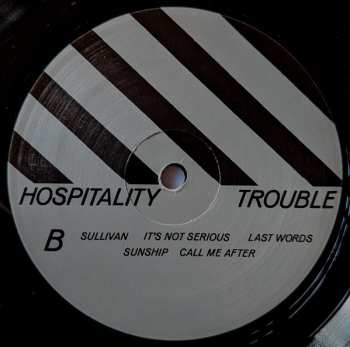 HOSPITALITY TROUBLE
B SULLIVAN IT'S NOT SERIOUS LAST WORDS
SUNSHIP CALL ME AFTER